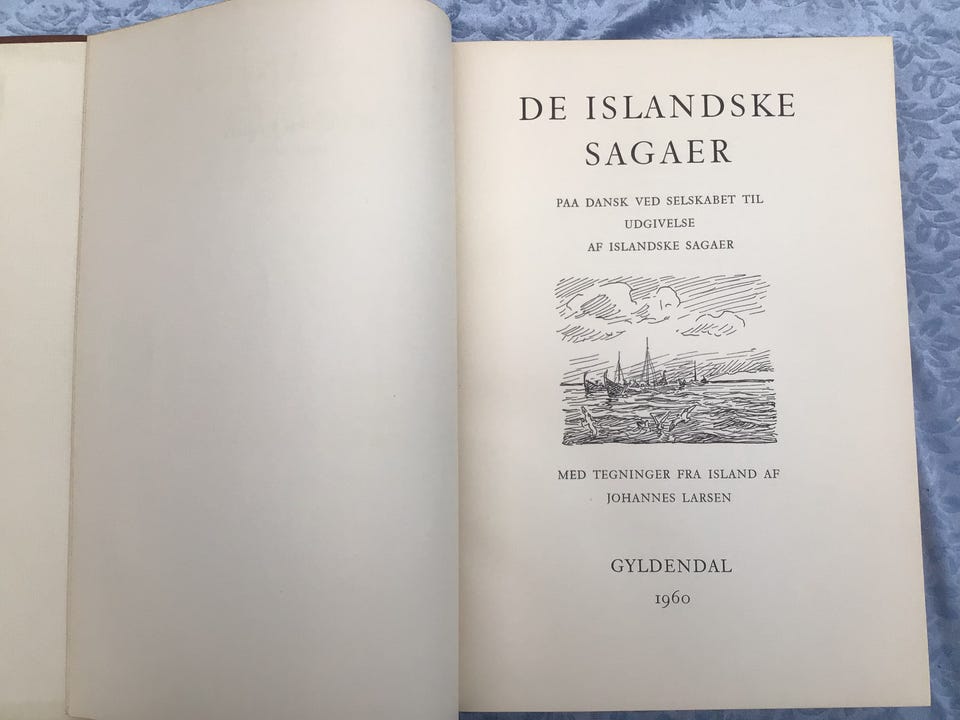 DE ISLANDSKE
SAGAER
PAA DANSK VED SELSKABET TIL
UDGIVELSE
AF ISLANDSKE SAGAER
MED TEGNINGER FRA ISLAND AF
JOHANNES LARSEN
GYLDENDAL
1960